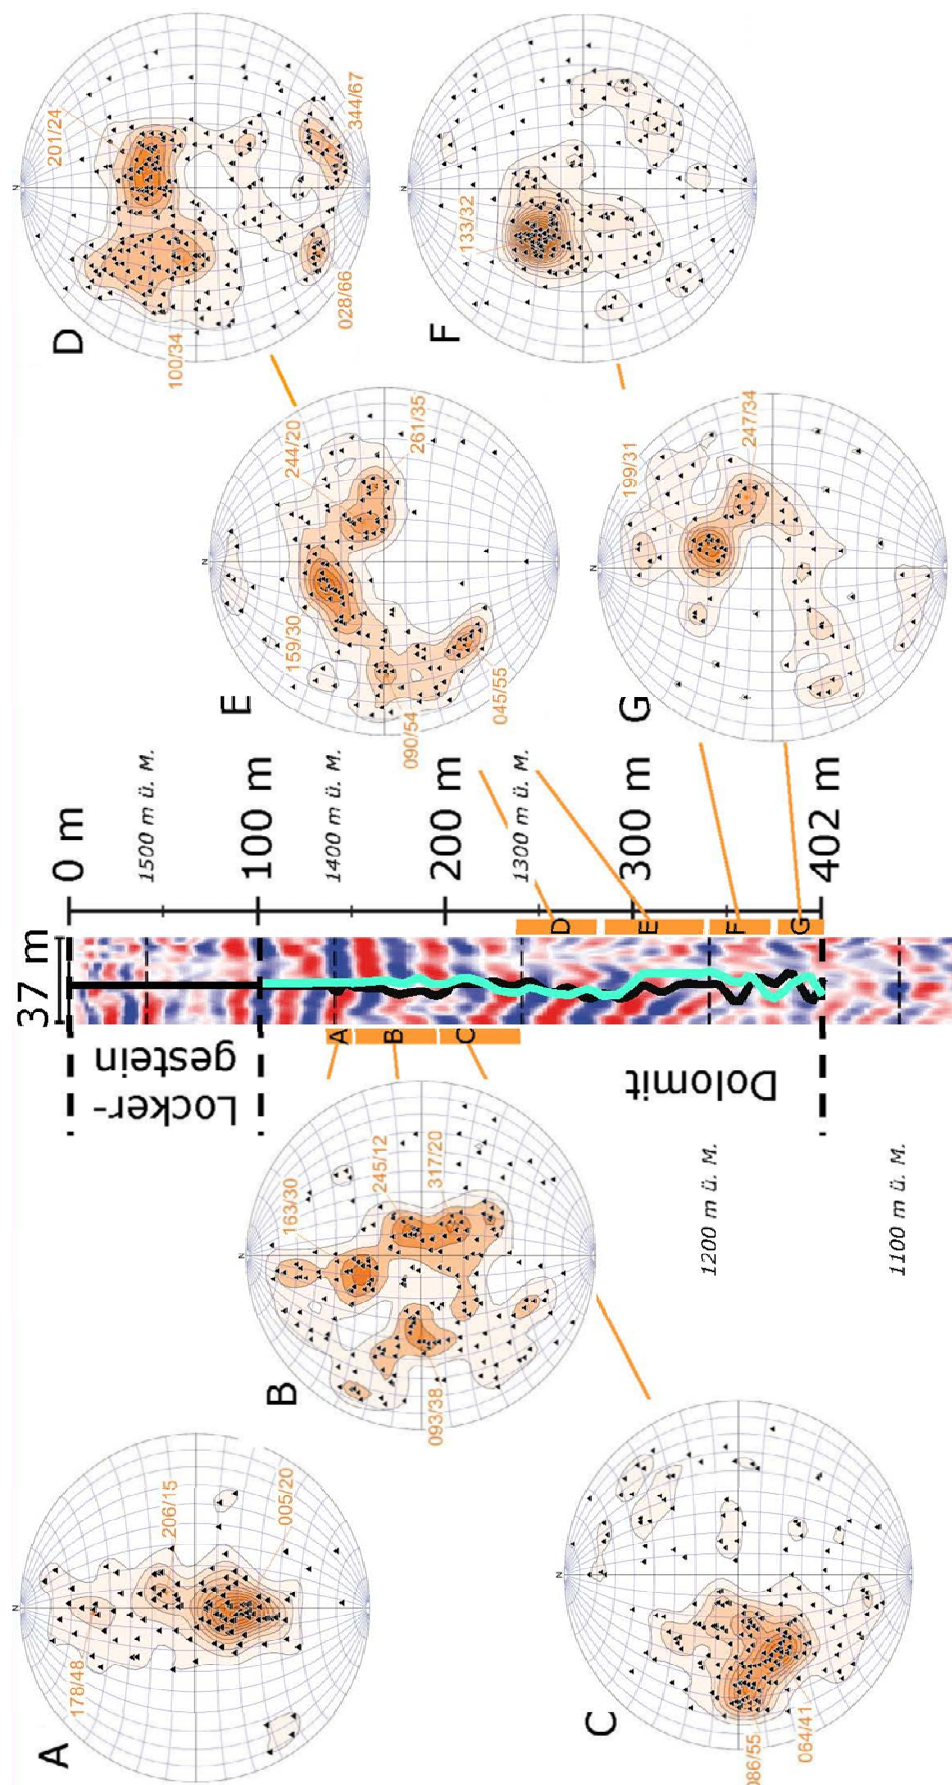 D
N
201/24
344/67
100/34
028/66
F
N
133/32
E
N
244/20
261/35
159/30
090/54
045/55
G
N
199/31
247/34
0 m
1500 m ü. M.
100 m
1400 m ü. M.
200 m
1300 m ü. M.
300 m
402 m
37 m
D
E
F
G
A
B
C
Locker-
gestein
Dolomit
1200 m ü. M.
1100 m ü. M.
B
N
163/30
245/12
317/20
093/38
A
N
178/48
206/15
005/20
C
N
086/55
064/41